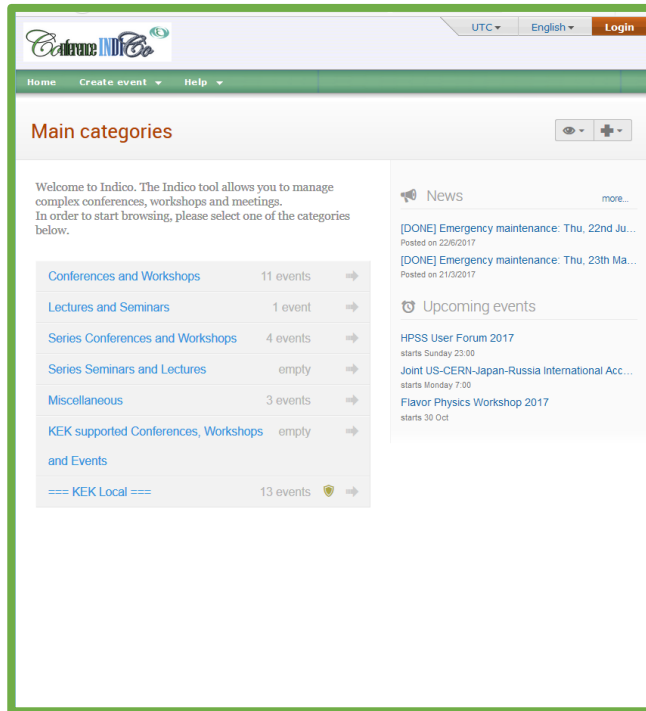 UTC English Login
Conference INDiCo
Home Create event Help
Main categories
Welcome to Indico. The Indico tool allows you to manage
complex conferences, workshops and meetings.
In order to start browsing, please select one of the categories
below.
Conferences and Workshops 11 events
Lectures and Seminars 1 event
Series Conferences and Workshops 4 events
Series Seminars and Lectures empty
Miscellaneous 3 events
KEK supported Conferences, Workshops empty
and Events
=== KEK Local === 13 events
News more...
[DONE] Emergency maintenance: Thu, 22nd Ju...
Posted on 22/6/2017
[DONE] Emergency maintenance: Thu, 23th Ma...
Posted on 21/3/2017
Upcoming events
HPSS User Forum 2017
starts Sunday 23:00
Joint US-CERN-Japan-Russia International Acc...
starts Monday 7:00
Flavor Physics Workshop 2017
starts 30 Oct